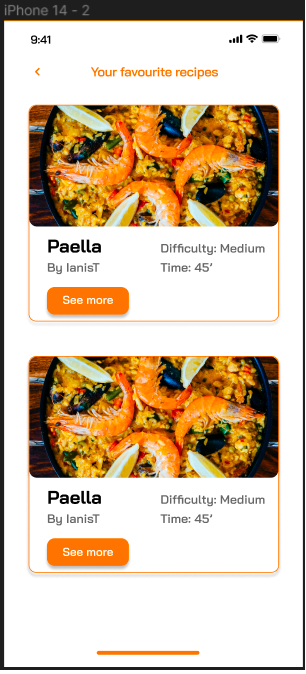 iPhone 14 - 2
9:41
Your favourite recipes
Paella
Difficulty: Medium
By IanisT
Time: 45'
See more
Paella
Difficulty: Medium
By IanisT
Time: 45'
See more